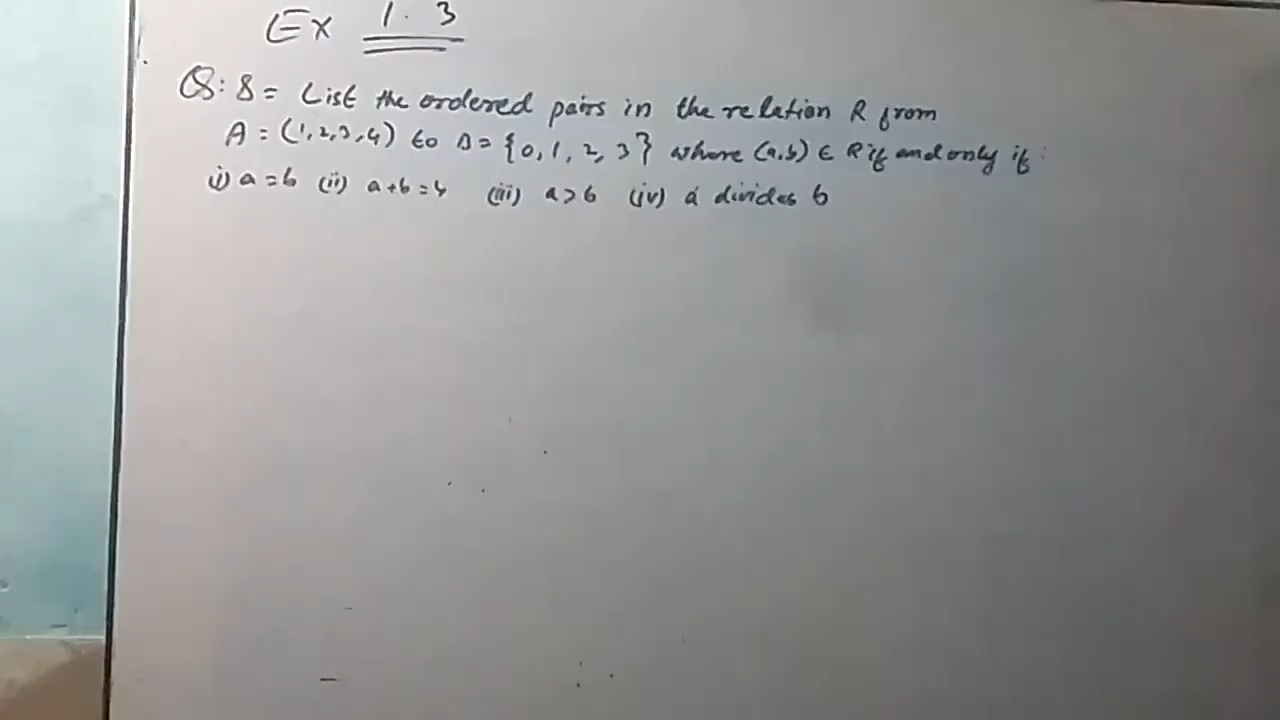 Ex 1.3
Q: 8 = List the ordered pairs in the relation R from
A = (1, 2, 3, 4) to B = {0, 1, 2, 3} where (a,b) ∈ R if and only if :
i) a = b (ii) a + b = 4 (iii) a > b (iv) a divides b